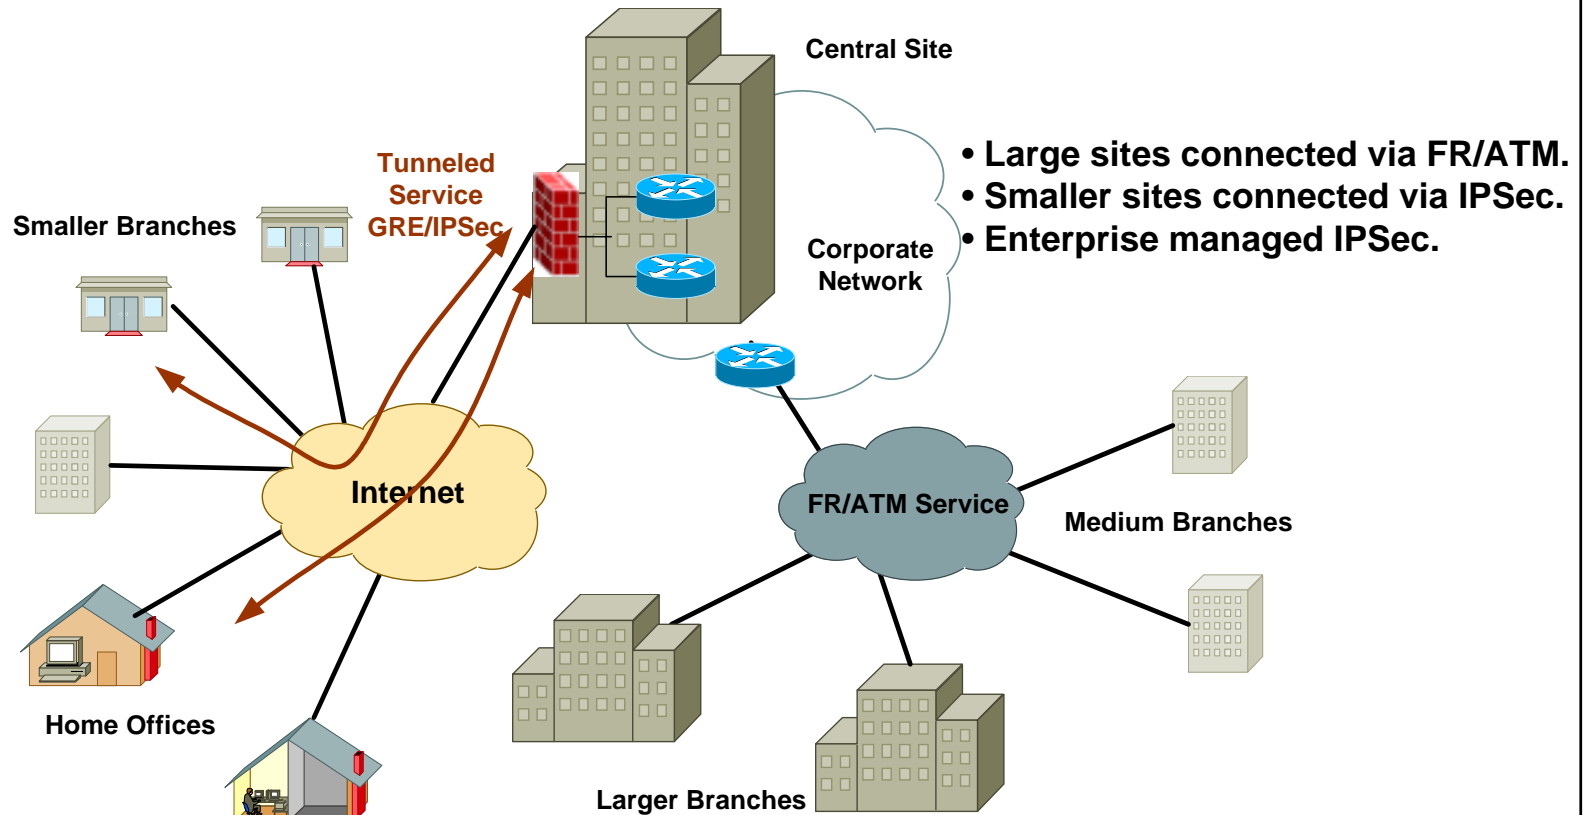 Central Site
• Large sites connected via FR/ATM.
• Smaller sites connected via IPSec.
• Enterprise managed IPSec.
Tunneled
Service
GRE/IPSec
Smaller Branches
Corporate
Network
Internet
FR/ATM Service
Medium Branches
Home Offices
Larger Branches